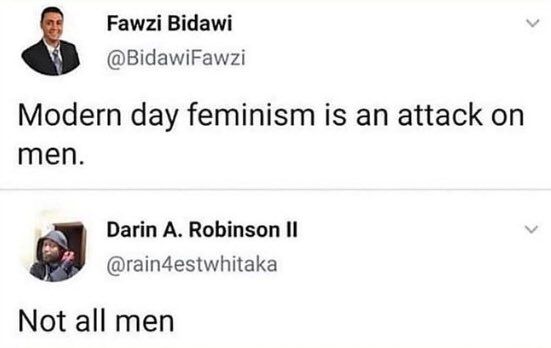 Fawzi Bidawi
@BidawiFawzi
Modern day feminism is an attack on
men.
Darin A. Robinson II
@rain4estwhitaka
Not all men